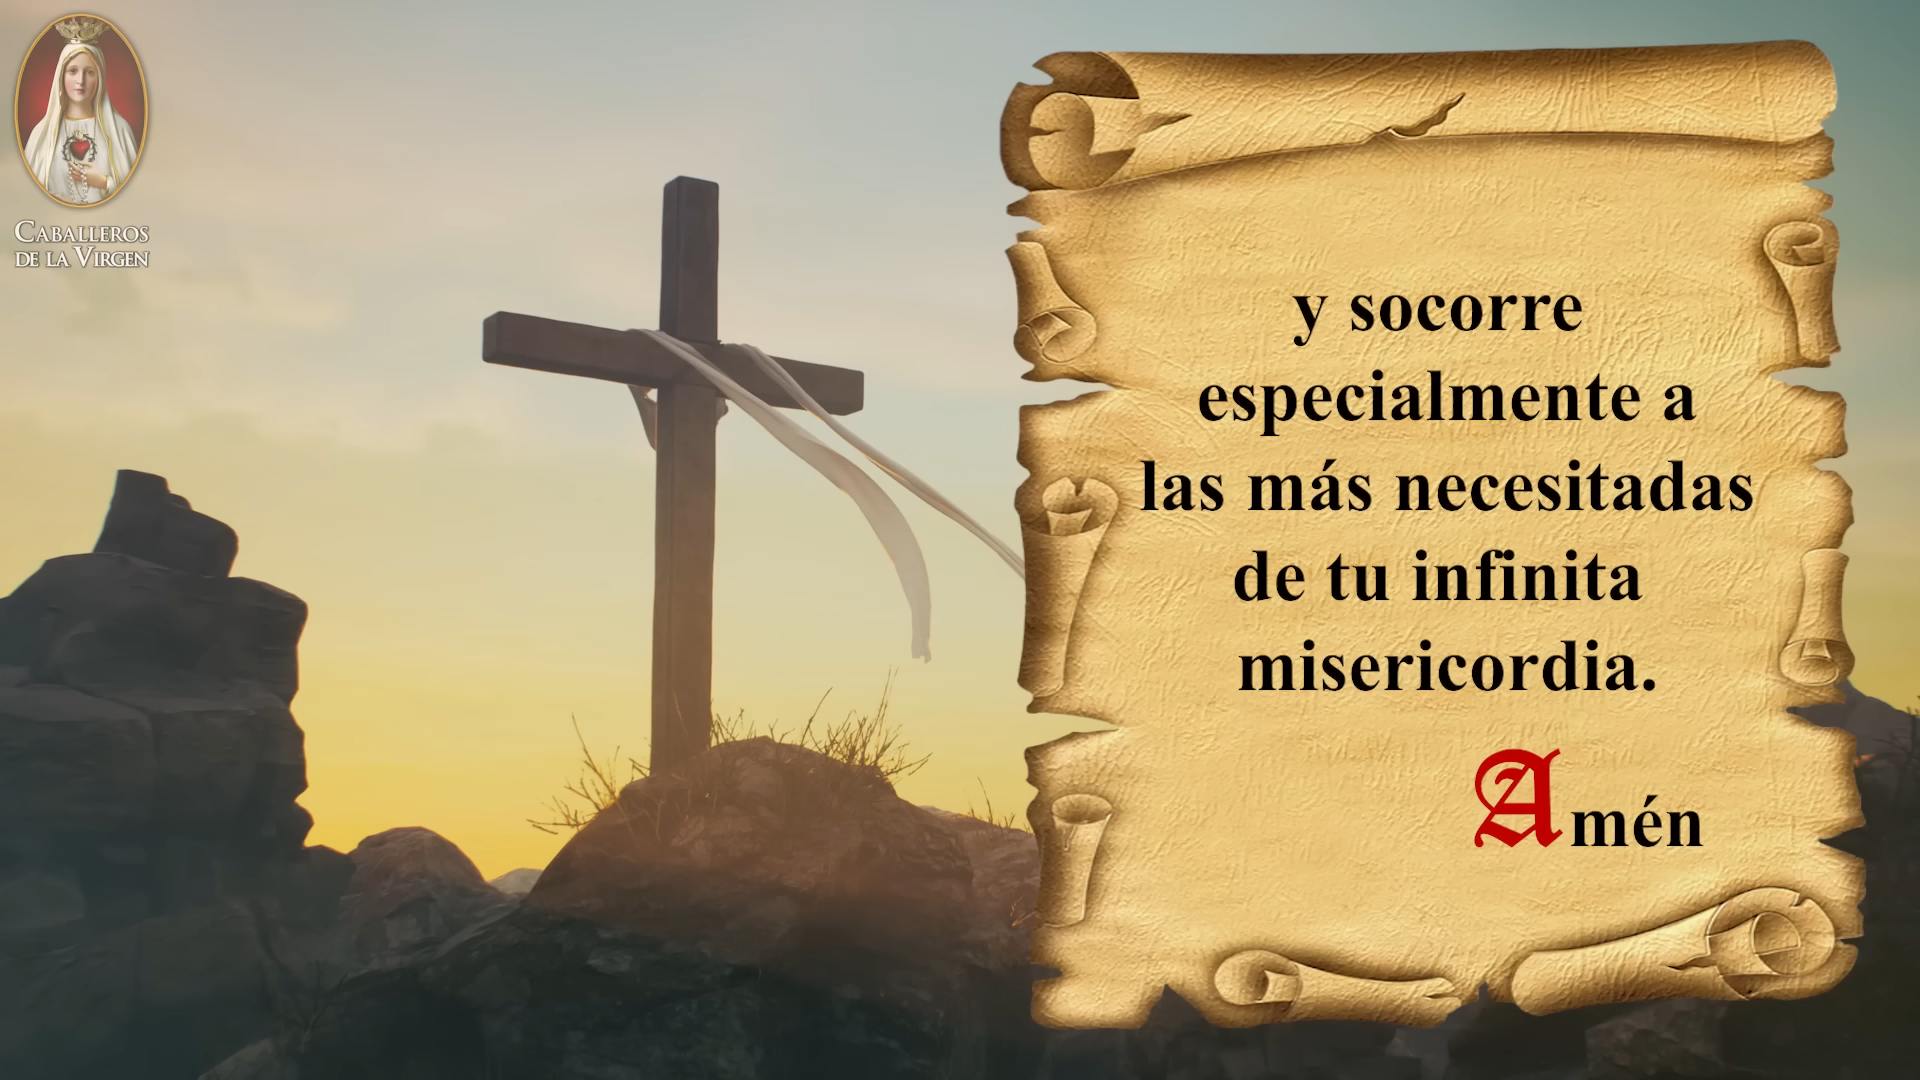 CABALLEROS
DE LA VIRGEN
y socorre
especialmente a
las más necesitadas
de tu infinita
misericordia.
Amén